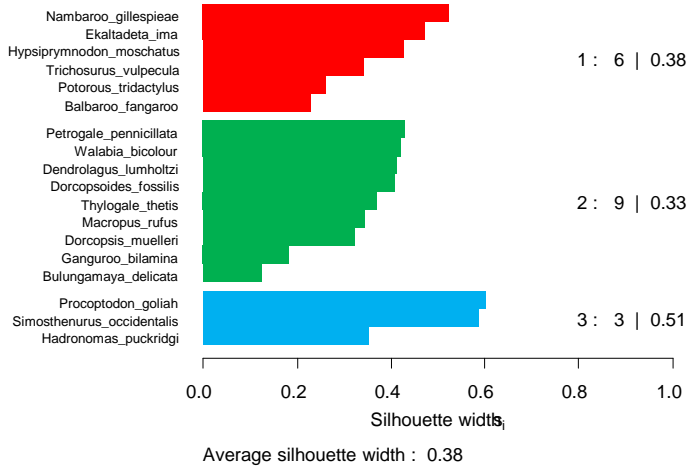 Nambaroo_gillespieae
Ekaltadeta_ima
Hypsiprymnodon_moschatus
Trichosurus_vulpecula
Potorous_tridactylus
Balbaroo_fangaroo
1 : 6 | 0.38
Petrogale_pennicillata
Walabia_bicolour
Dendrolagus_lumholtzi
Dorcopsoides_fossilis
Thylogale_thetis
Macropus_rufus
Dorcopsis_muelleri
Ganguroo_bilamina
Bulungamaya_delicata
2 : 9 | 0.33
Procoptodon_goliah
Simosthenurus_occidentalis
Hadronomas_puckridgi
3 : 3 | 0.51
0.0 0.2 0.4 0.6 0.8 1.0
Silhouette width si
Average silhouette width : 0.38